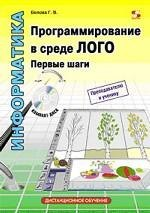 Белова Г. В.
ИНФОРМАТИКА
Программирование
в среде ЛОГО
Первые шаги
Преподавателю
и ученику
ДИСТАНЦИОННОЕ ОБУЧЕНИЕ